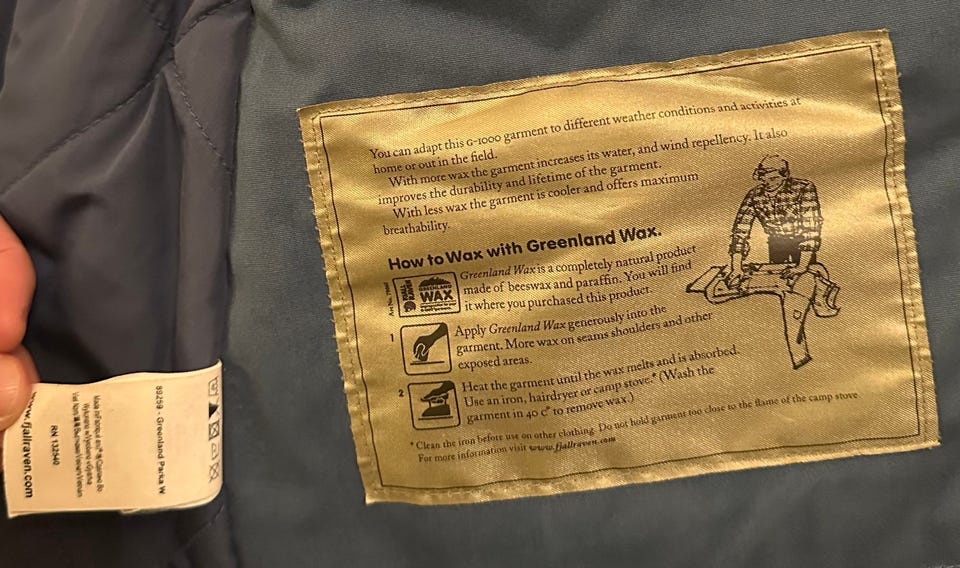 You can adapt this G-1000 garment to different weather conditions and activities at
home or out in the field.
With more wax the garment increases its water, and wind repellency. It also
improves the durability and lifetime of the garment.
With less wax the garment is cooler and offers maximum
breathability.
How to Wax with Greenland Wax.
FJÄLL
RÄVEN
GREENLAND
WAX
Greenland Wax is a completely natural product
made of beeswax and paraffin. You will find
it where you purchased this product.
1
Apply Greenland Wax generously into the
garment. More wax on seams shoulders and other
exposed areas.
2
Heat the garment until the wax melts and is absorbed.
Use an iron, hairdryer or camp stove.* (Wash the
garment in 40 c° to remove wax.)
* Clean the iron before use on other clothing. Do not hold garment too close to the flame of the camp stove
For more information visit www.fjallraven.com
89259 - Greenland Parka W
RN 132640
www.fjallraven.com